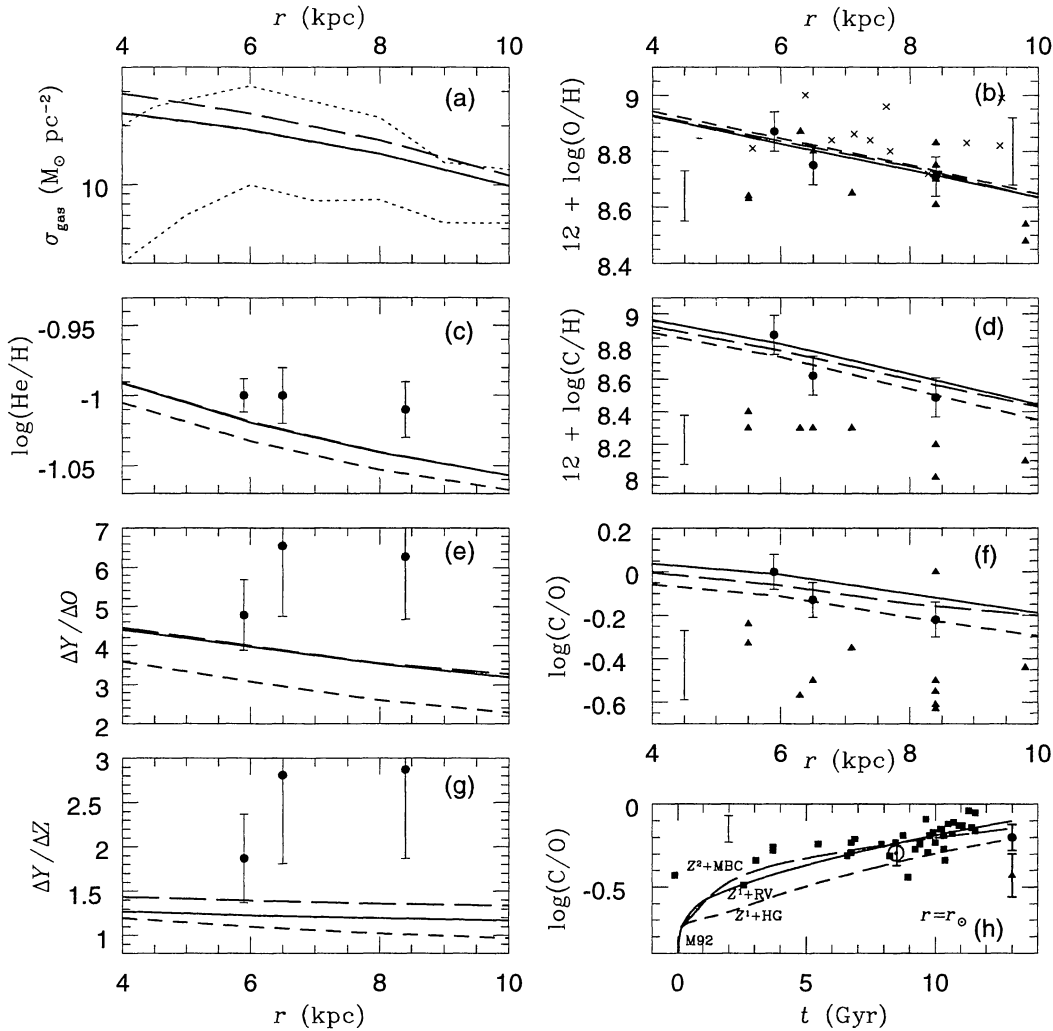 r (kpc)
4 6 8 10
σgas (M⊙ pc⁻²)
10
(a)
r (kpc)
4 6 8 10
12 + log(O/H)
9
8.8
8.6
8.4
(b)
log(He/H)
-0.95
-1
-1.05
(c)
12 + log(C/H)
9
8.8
8.6
8.4
8.2
8
(d)
ΔY/ΔO
7
6
5
4
3
2
(e)
log(C/O)
0.2
0
-0.2
-0.4
-0.6
(f)
4 6 8 10
r (kpc)
ΔY/ΔZ
3
2.5
2
1.5
1
(g)
4 6 8 10
r (kpc)
log(C/O)
0
-0.5
Z²+MBC
Z¹+RV
Z¹+HG
M92
r=r⊙
(h)
0 5 10
t (Gyr)